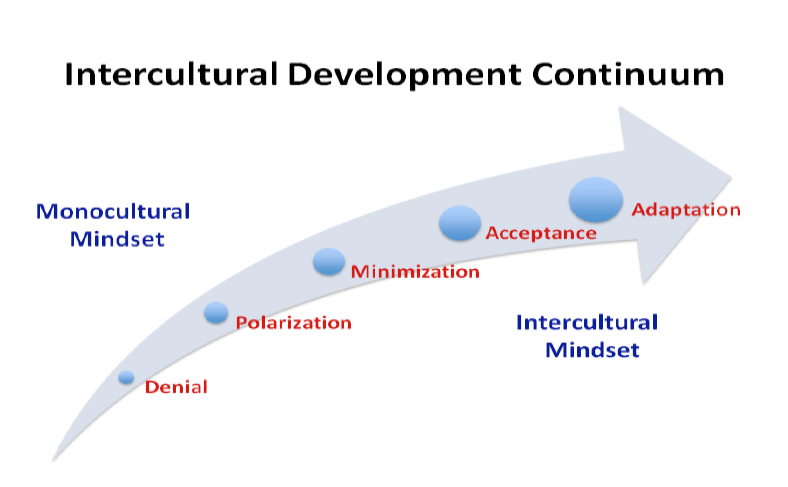 Intercultural Development Continuum
Monocultural
Mindset
Adaptation
Acceptance
Minimization
Polarization
Intercultural
Mindset
Denial